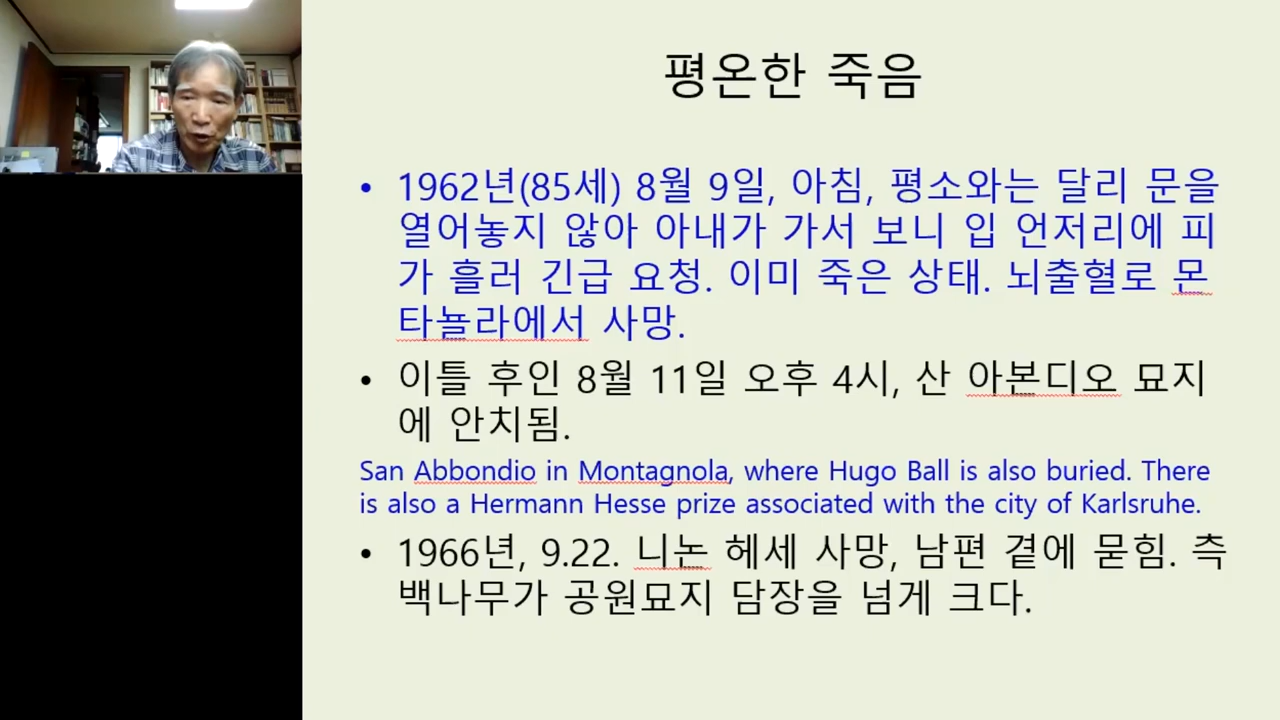 평온한 죽음
• 1962년(85세) 8월 9일, 아침, 평소와는 달리 문을
열어놓지 않아 아내가 가서 보니 입 언저리에 피
가 흘러 긴급 요청. 이미 죽은 상태. 뇌출혈로 몬
타뇰라에서 사망.
• 이틀 후인 8월 11일 오후 4시, 산 아본디오 묘지
에 안치됨.
San Abbondio in Montagnola, where Hugo Ball is also buried. There
is also a Hermann Hesse prize associated with the city of Karlsruhe.
• 1966년, 9.22. 니논 헤세 사망, 남편 곁에 묻힘. 측
백나무가 공원묘지 담장을 넘게 크다.